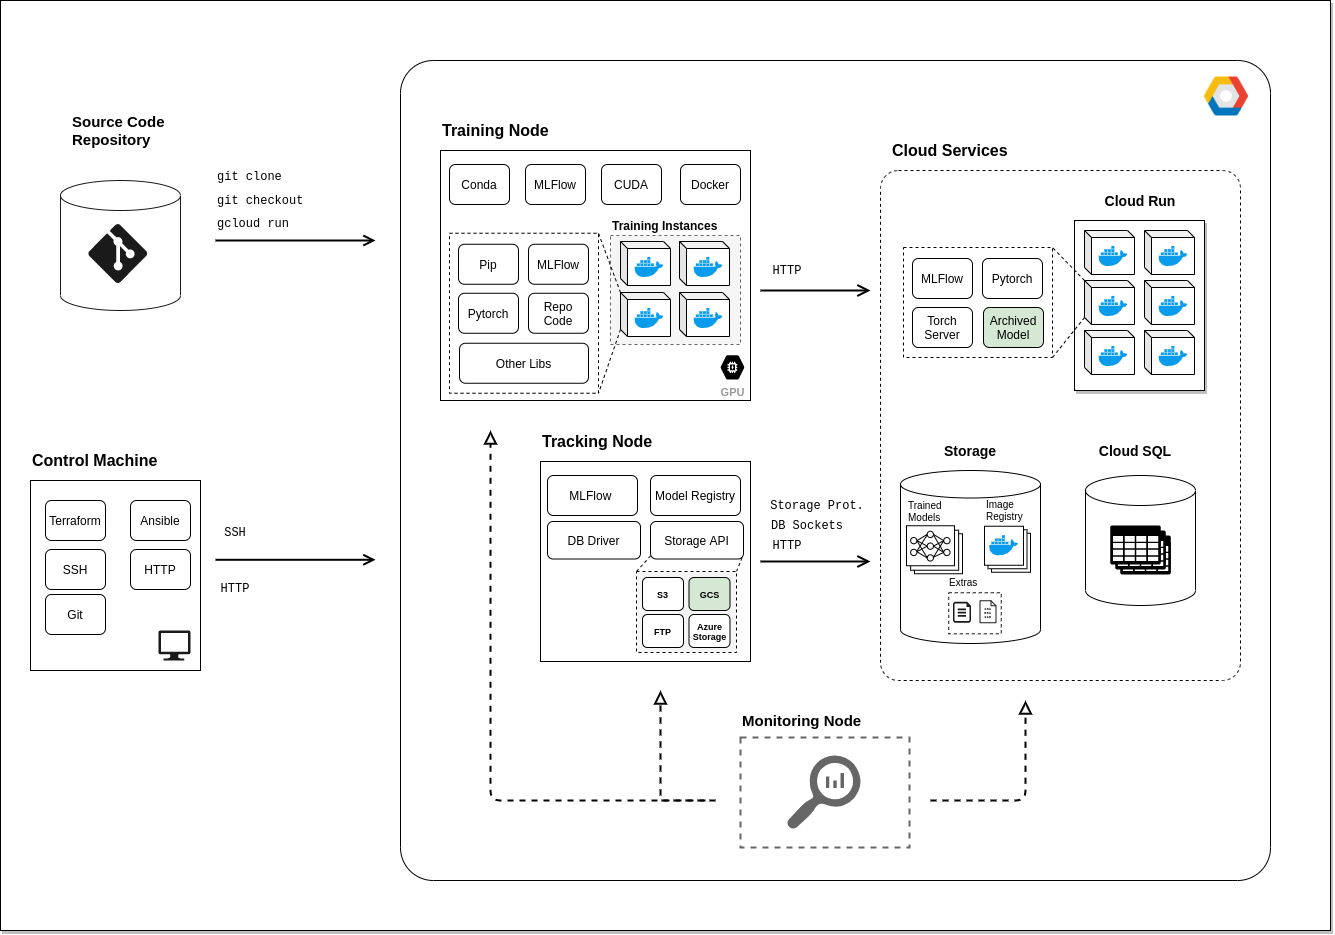 Source Code
Repository
git clone
git checkout
gcloud run
Control Machine
Terraform
Ansible
SSH
HTTP
Git
SSH
HTTP
Training Node
Conda
MLFlow
CUDA
Docker
Training Instances
Pip
MLFlow
Pytorch
Repo
Code
Other Libs
GPU
HTTP
Tracking Node
MLFlow
Model Registry
DB Driver
Storage API
S3
GCS
FTP
Azure
Storage
Storage Prot.
DB Sockets
HTTP
Cloud Services
Cloud Run
MLFlow
Pytorch
Torch
Server
Archived
Model
Storage
Trained
Models
Image
Registry
Extras
Cloud SQL
Monitoring Node